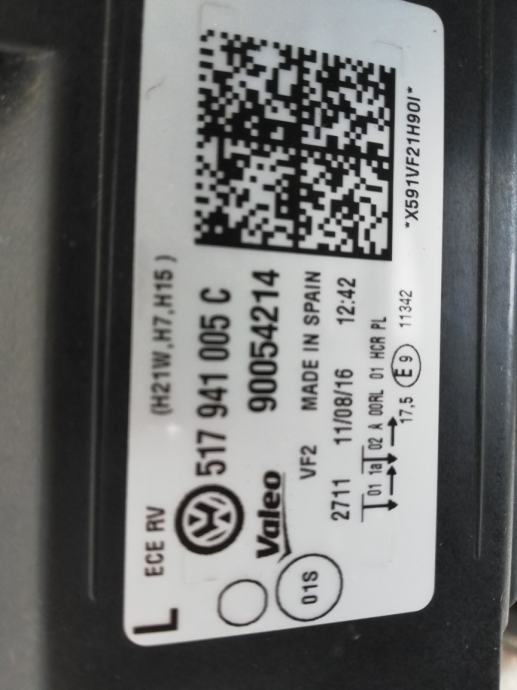 L ECE RV (H21W,H7,H15)
517 941 005 C
Valeo 90054214
01S
VF2 MADE IN SPAIN
2711 11/08/16 12:42
01 1a 02 A 00RL 01 HCR PL
17,5 E 9 11342
*X591VF21H90I*